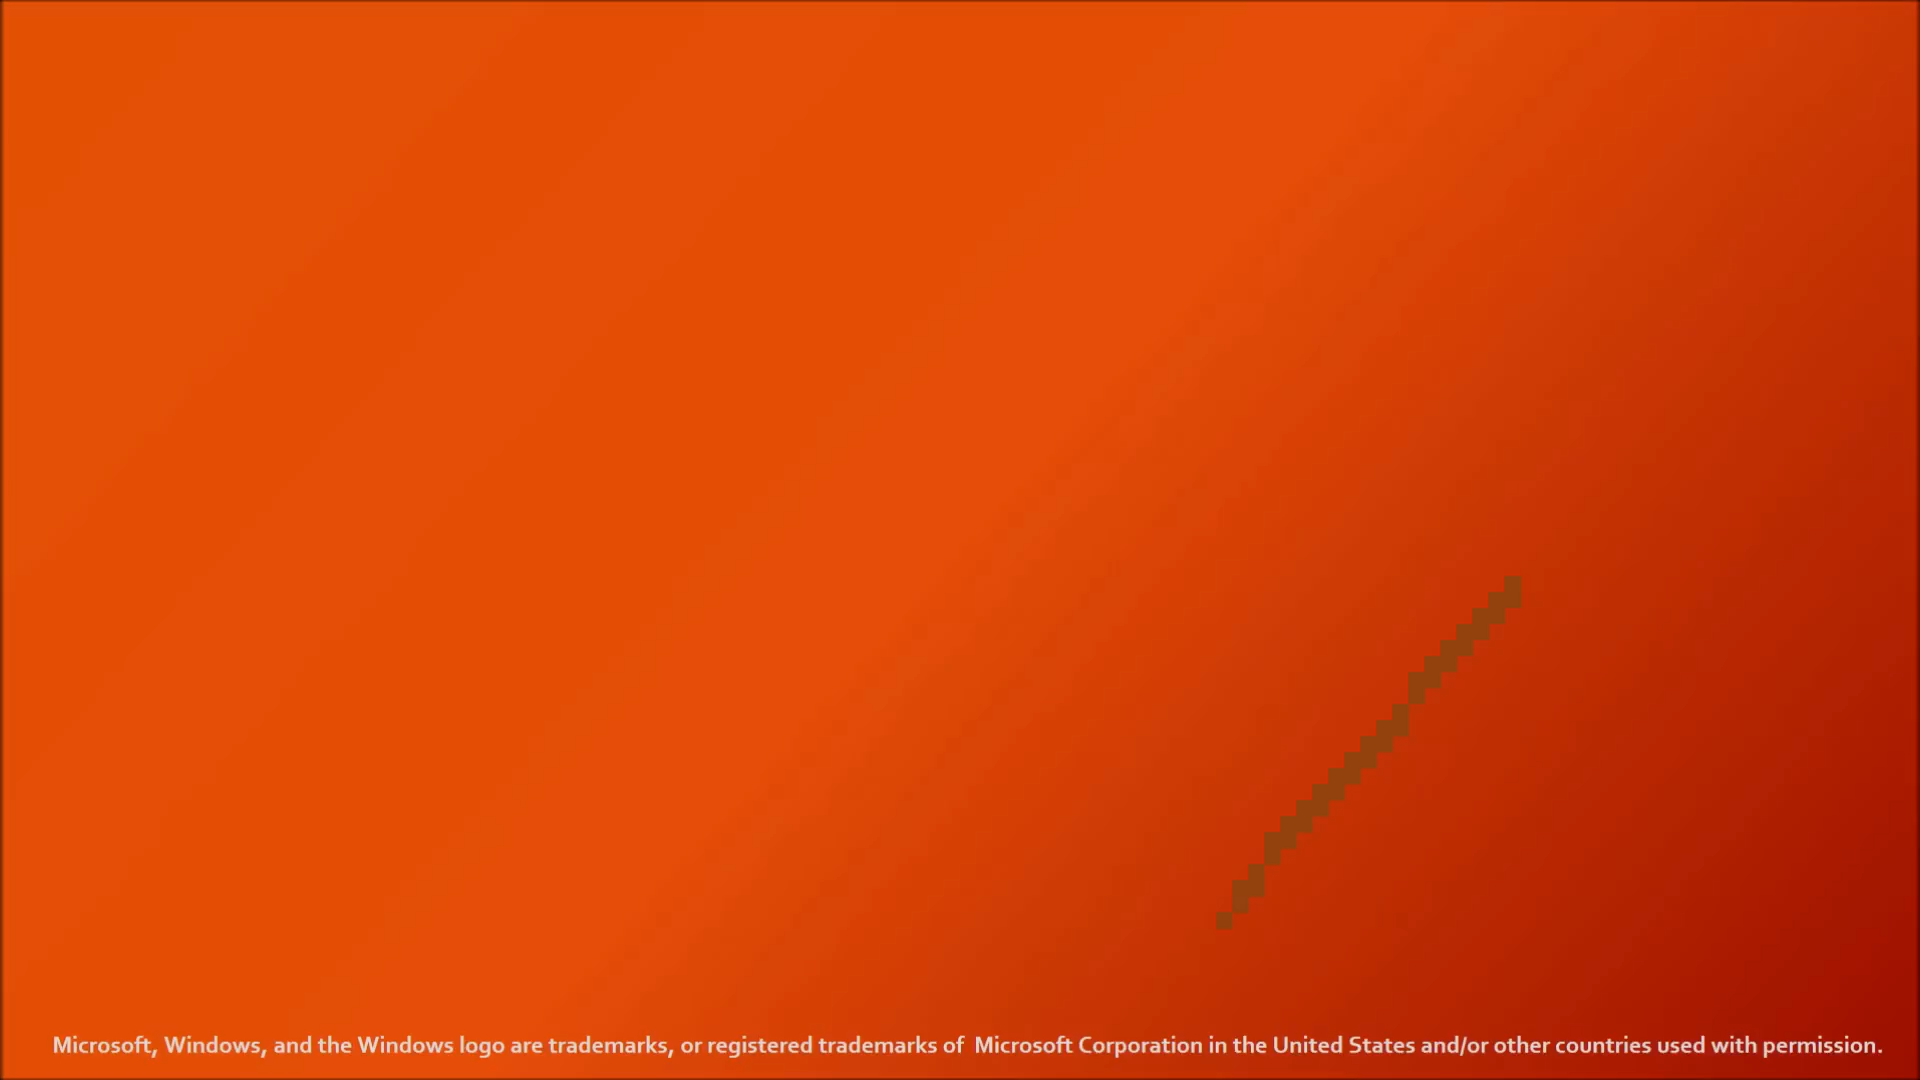 Microsoft, Windows, and the Windows logo are trademarks, or registered trademarks of Microsoft Corporation in the United States and/or other countries used with permission.